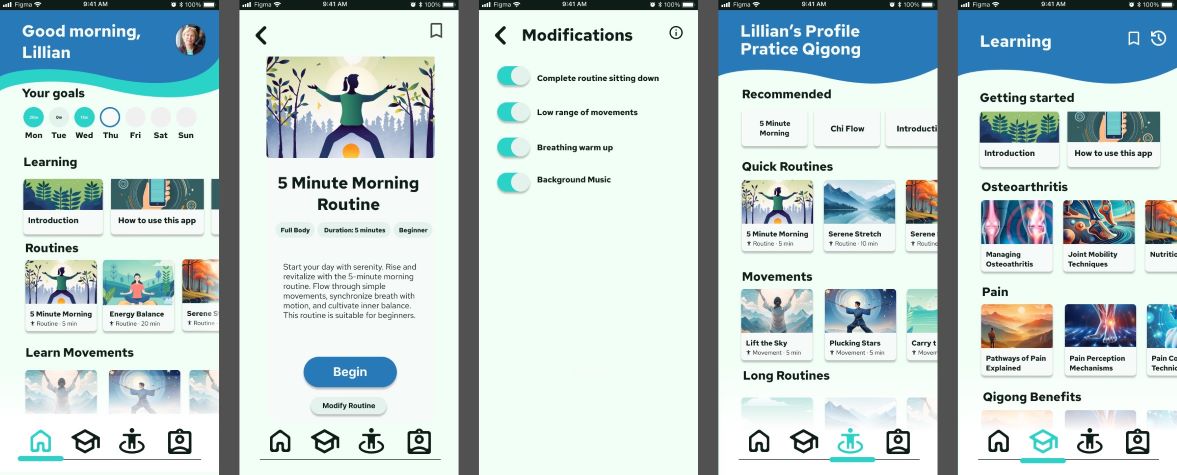 Figma
9:41 AM
100%
Good morning,
Lillian
Your goals
Mon Tue Wed Thu Fri Sat Sun
Learning
Introduction
How to use this app
Routines
5 Minute Morning
Routine · 5 min
Energy Balance
Routine · 20 min
Serene S
Routine ·
Learn Movements
Figma
9:41 AM
100%
5 Minute Morning
Routine
Full Body
Duration: 5 minutes
Beginner
Start your day with serenity. Rise and
revitalize with the 5-minute morning
routine. Flow through simple
movements, synchronize breath with
motion, and cultivate inner balance.
This routine is suitable for beginners.
Begin
Modify Routine
Figma
9:41 AM
100%
Modifications
Complete routine sitting down
Low range of movements
Breathing warm up
Background Music
Figma
9:41 AM
100%
Lillian's Profile
Pratice Qigong
Recommended
5 Minute
Morning
Chi Flow
Introducti
Quick Routines
5 Minute Morning
Routine · 5 min
Serene Stretch
Routine · 10 min
Serene
Routine
Movements
Lift the Sky
Movement · 5 min
Plucking Stars
Movement · 5 min
Carry t
Movem
Long Routines
Figma
9:41 AM
100%
Learning
Getting started
Introduction
How to use this app
Osteoarthritis
Managing
Osteoathritis
Joint Mobility
Techniques
Nutritio
Pain
Pathways of Pain
Explained
Pain Perception
Mechanisms
Pain Co
Techni
Qigong Benefits